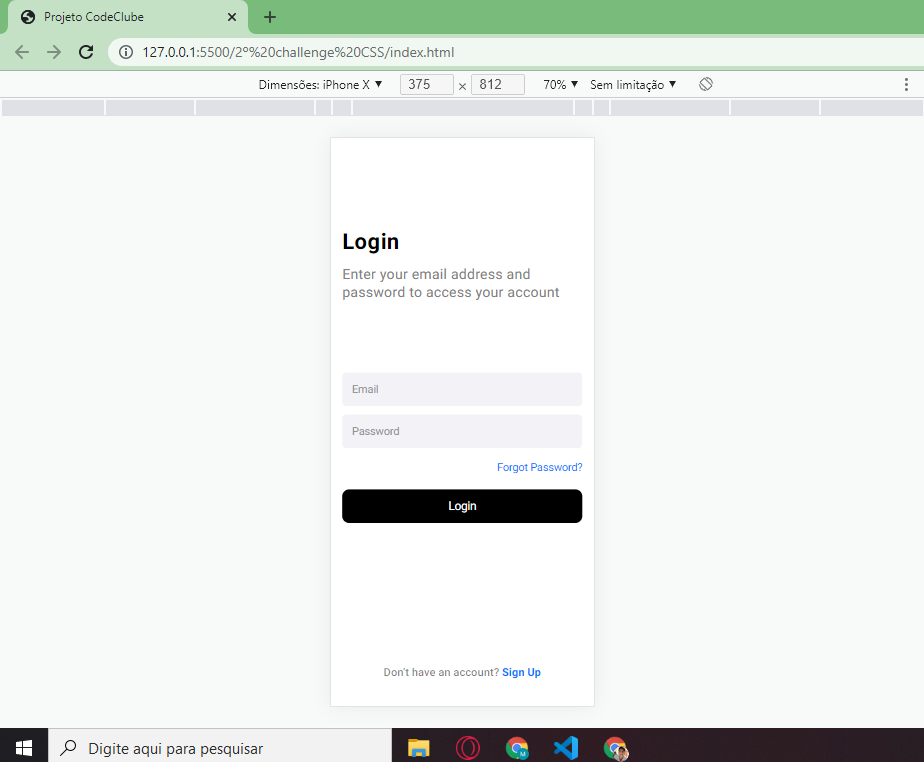 Projeto CodeClube
127.0.0.1:5500/2º%20challenge%20CSS/index.html
Dimensões: iPhone X ▼ 375 × 812 70% ▼ Sem limitação ▼
Login
Enter your email address and
password to access your account
Email
Password
Forgot Password?
Login
Don't have an account? Sign Up
Digite aqui para pesquisar